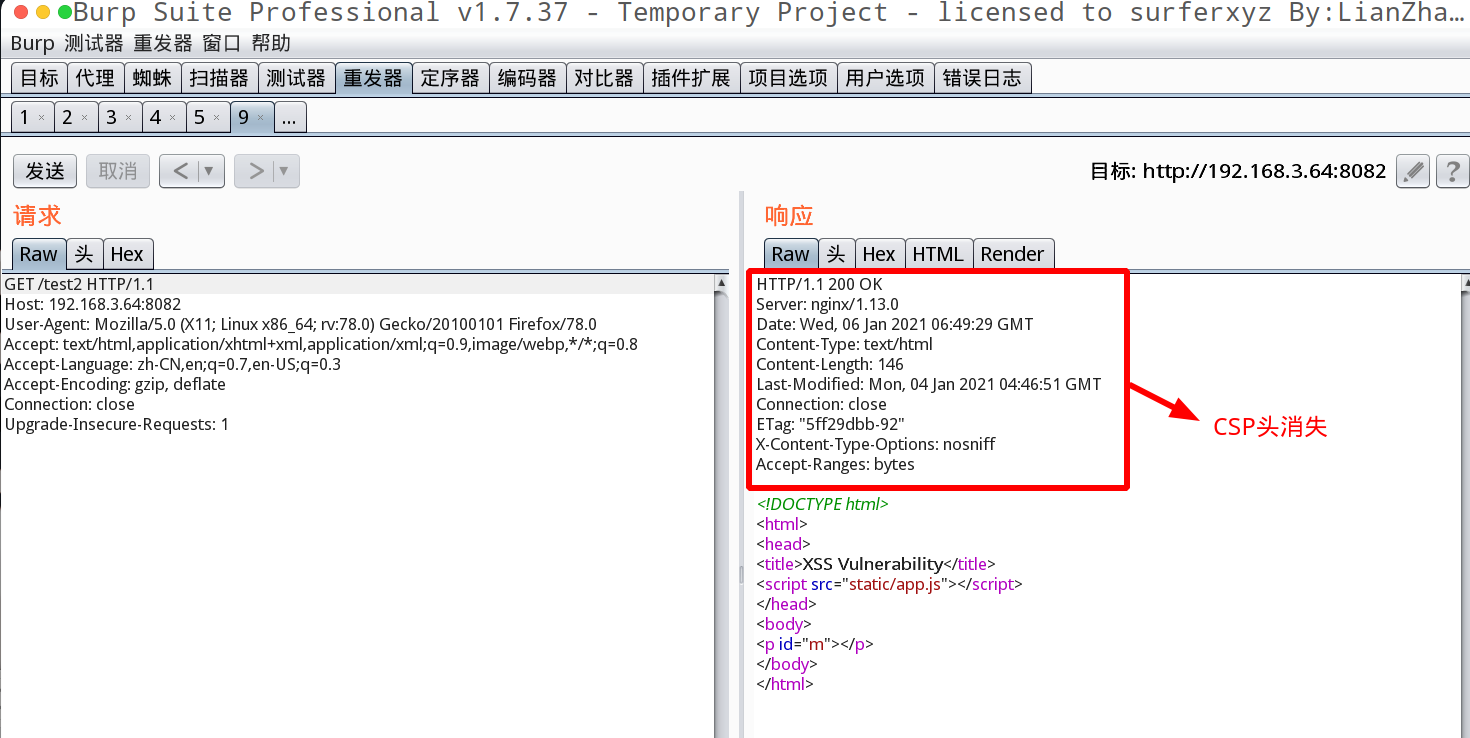 Burp Suite Professional v1.7.37 - Temporary Project - licensed to surferxyz By:LianZha…
Burp 测试器 重发器 窗口 帮助
目标 代理 蜘蛛 扫描器 测试器 重发器 定序器 编码器 对比器 插件扩展 项目选项 用户选项 错误日志
1 × 2 × 3 × 4 × 5 × 9 × ...
发送 取消 < ▼ > ▼ 目标: http://192.168.3.64:8082 ?
请求
Raw 头 Hex
GET /test2 HTTP/1.1
Host: 192.168.3.64:8082
User-Agent: Mozilla/5.0 (X11; Linux x86_64; rv:78.0) Gecko/20100101 Firefox/78.0
Accept: text/html,application/xhtml+xml,application/xml;q=0.9,image/webp,*/*;q=0.8
Accept-Language: zh-CN,en;q=0.7,en-US;q=0.3
Accept-Encoding: gzip, deflate
Connection: close
Upgrade-Insecure-Requests: 1
响应
Raw 头 Hex HTML Render
HTTP/1.1 200 OK
Server: nginx/1.13.0
Date: Wed, 06 Jan 2021 06:49:29 GMT
Content-Type: text/html
Content-Length: 146
Last-Modified: Mon, 04 Jan 2021 04:46:51 GMT
Connection: close
ETag: "5ff29dbb-92"
X-Content-Type-Options: nosniff
Accept-Ranges: bytes
CSP头消失
<!DOCTYPE html>
<html>
<head>
<title>XSS Vulnerability</title>
<script src="static/app.js"></script>
</head>
<body>
<p id="m"></p>
</body>
</html>